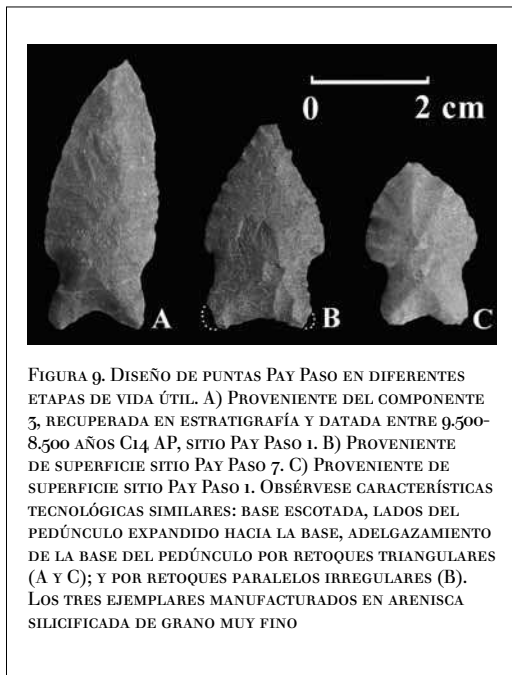 0 2 cm
A B C
FIGURA 9. DISEÑO DE PUNTAS PAY PASO EN DIFERENTES
ETAPAS DE VIDA ÚTIL. A) PROVENIENTE DEL COMPONENTE
3, RECUPERADA EN ESTRATIGRAFÍA Y DATADA ENTRE 9.500-
8.500 AÑOS C14 AP, SITIO PAY PASO 1. B) PROVENIENTE
DE SUPERFICIE SITIO PAY PASO 7. C) PROVENIENTE DE
SUPERFICIE SITIO PAY PASO 1. OBSÉRVESE CARACTERÍSTICAS
TECNOLÓGICAS SIMILARES: BASE ESCOTADA, LADOS DEL
PEDÚNCULO EXPANDIDO HACIA LA BASE, ADELGAZAMIENTO
DE LA BASE DEL PEDÚNCULO POR RETOQUES TRIANGULARES
(A Y C); Y POR RETOQUES PARALELOS IRREGULARES (B).
LOS TRES EJEMPLARES MANUFACTURADOS EN ARENISCA
SILICIFICADA DE GRANO MUY FINO